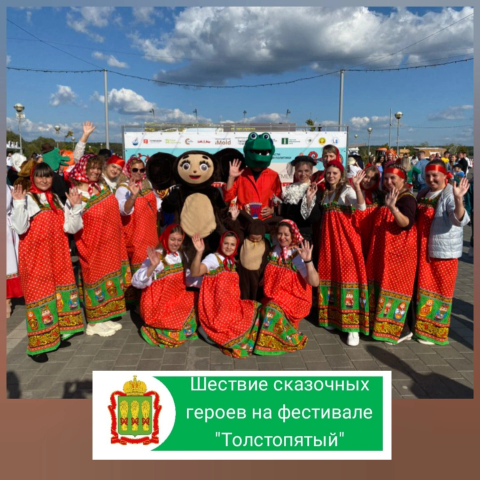 Шествие сказочных
героев на фестивале
"Толстопятый"